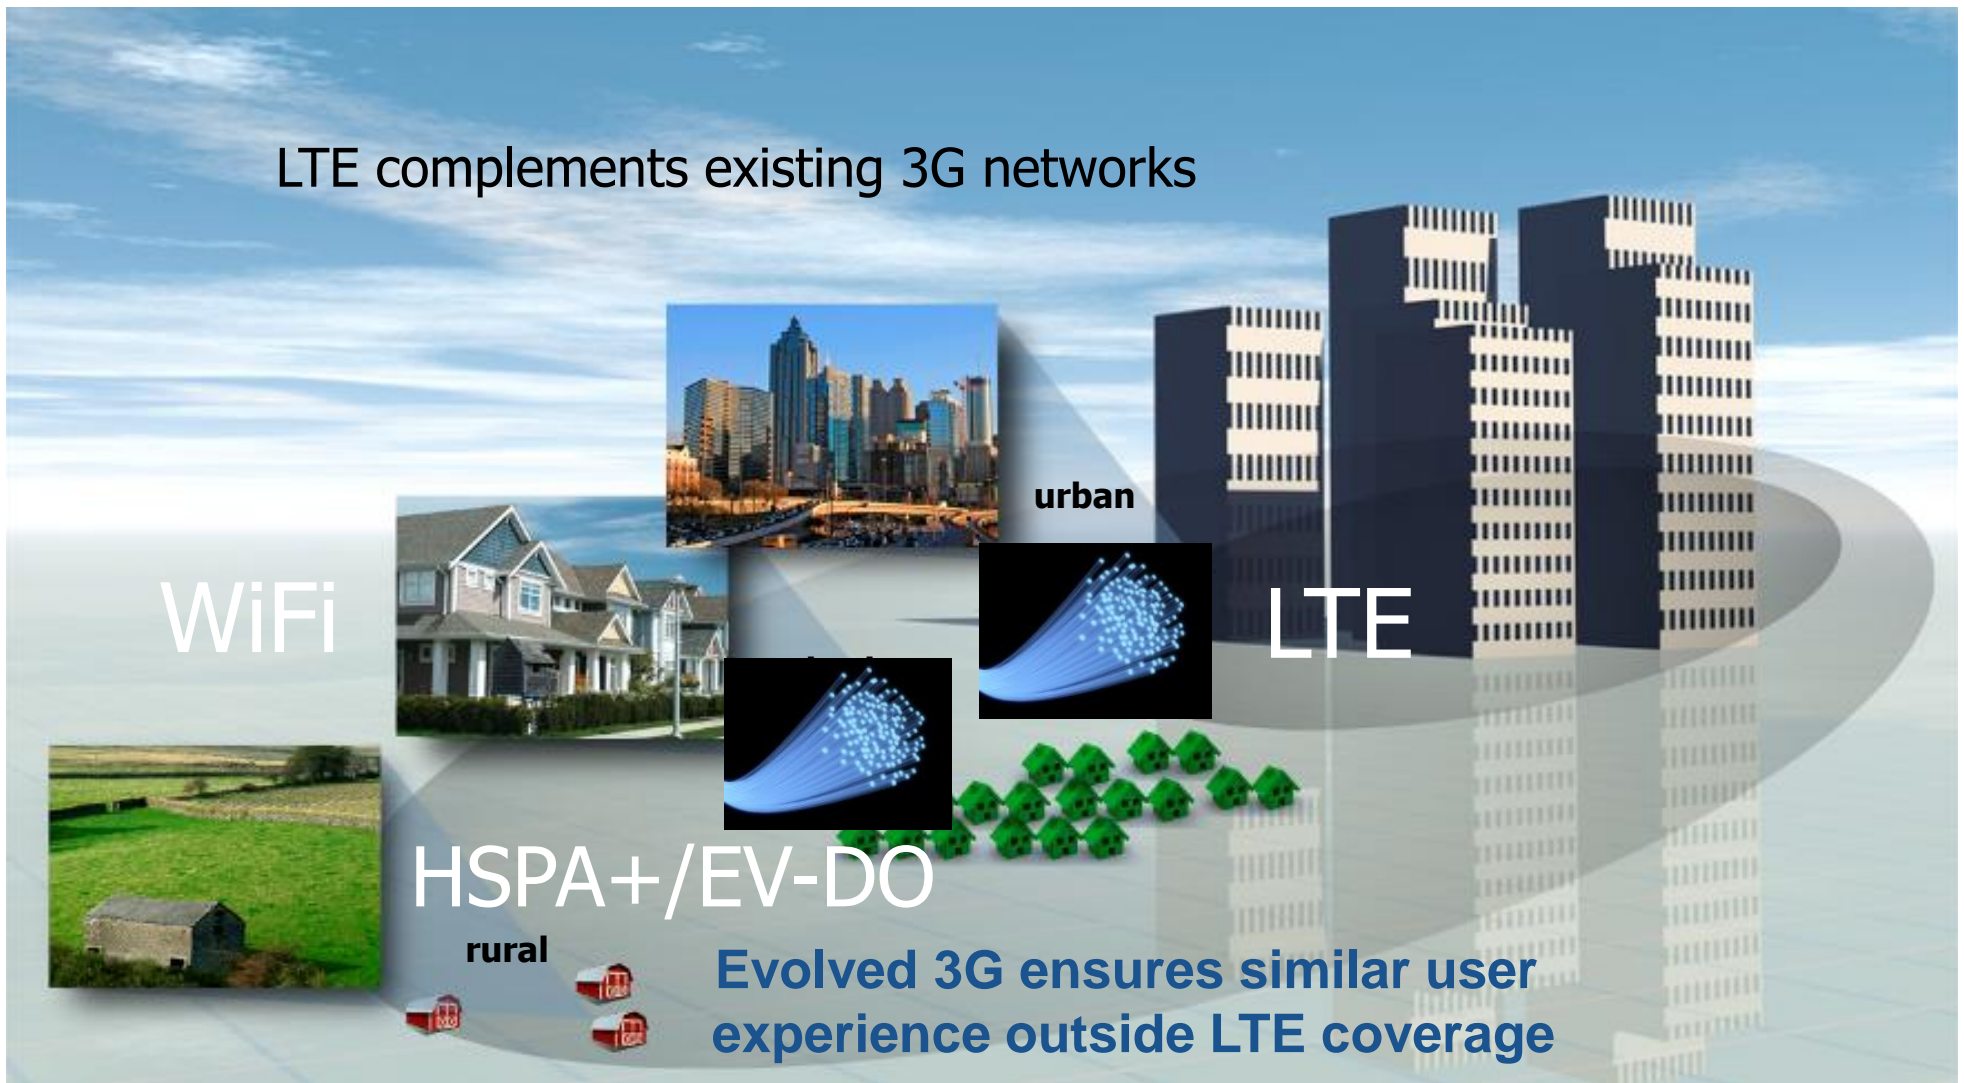 LTE complements existing 3G networks
urban
WiFi
LTE
HSPA+/EV-DO
rural
Evolved 3G ensures similar user
experience outside LTE coverage